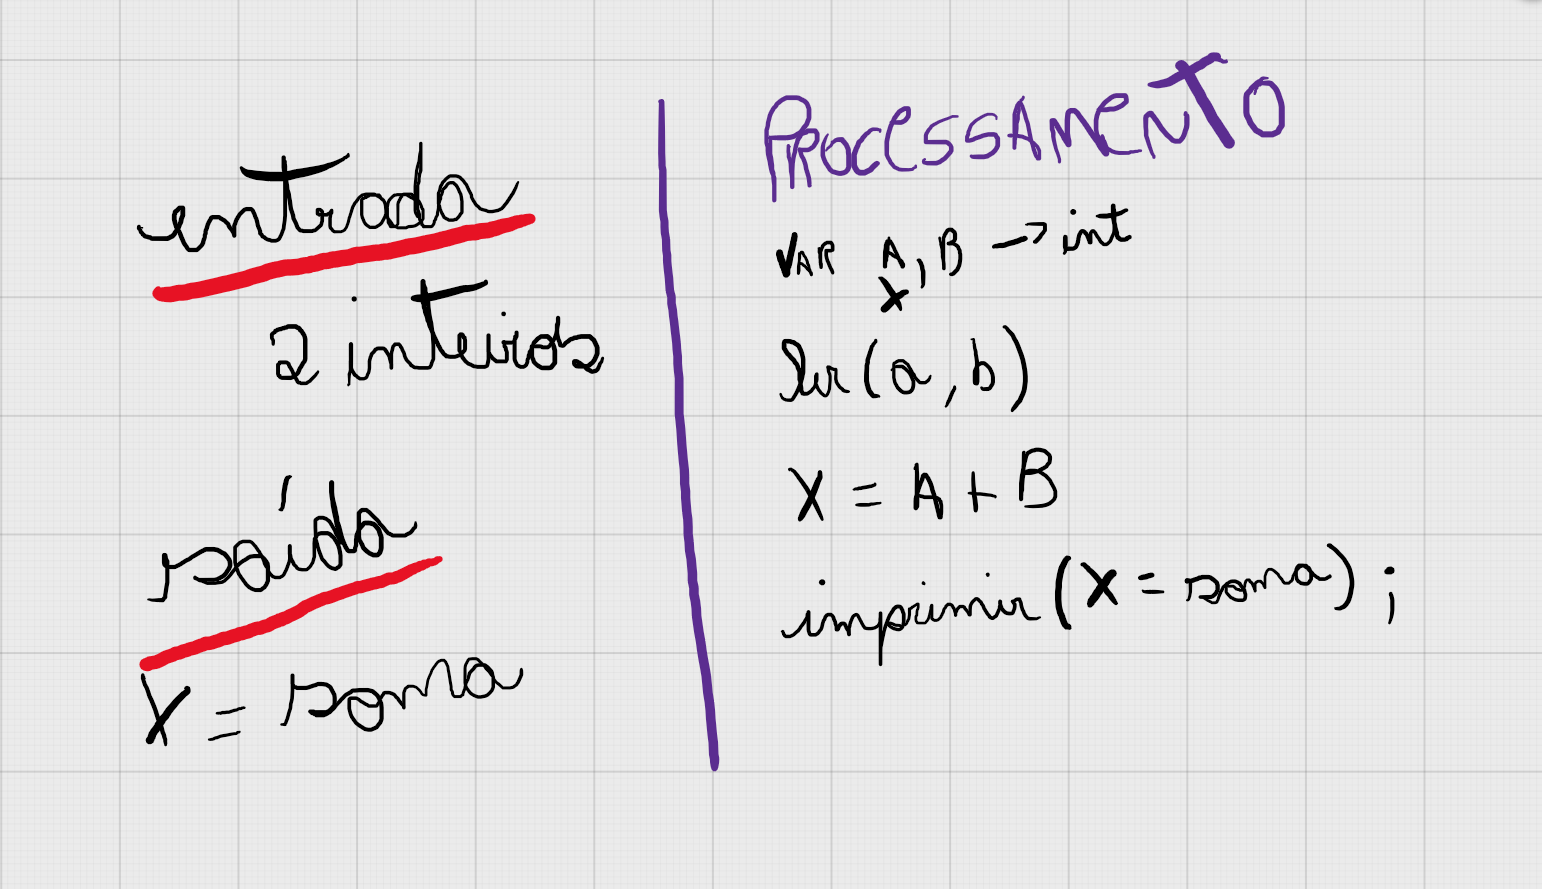 entrada
2 inteiros
saída
X = soma
PROCESSAMENTO
VAR A, B -> int
X
ler (a, b)
X = A + B
imprimir (X = soma) ;